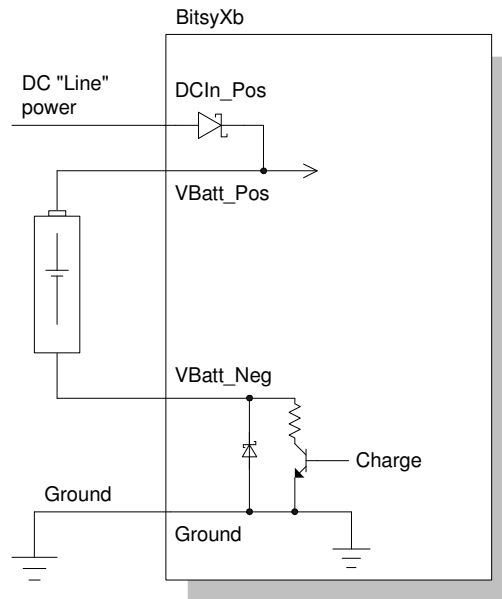 BitsyXb
DC "Line"
power
DCIn_Pos
VBatt_Pos
VBatt_Neg
Charge
Ground
Ground